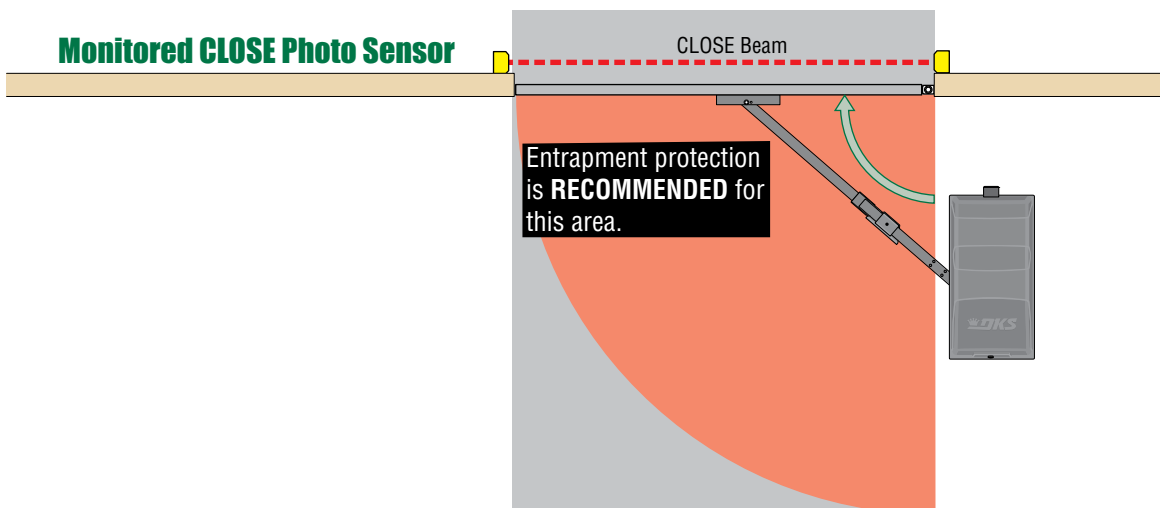 Monitored CLOSE Photo Sensor
CLOSE Beam
Entrapment protection
is RECOMMENDED for
this area.
DKS